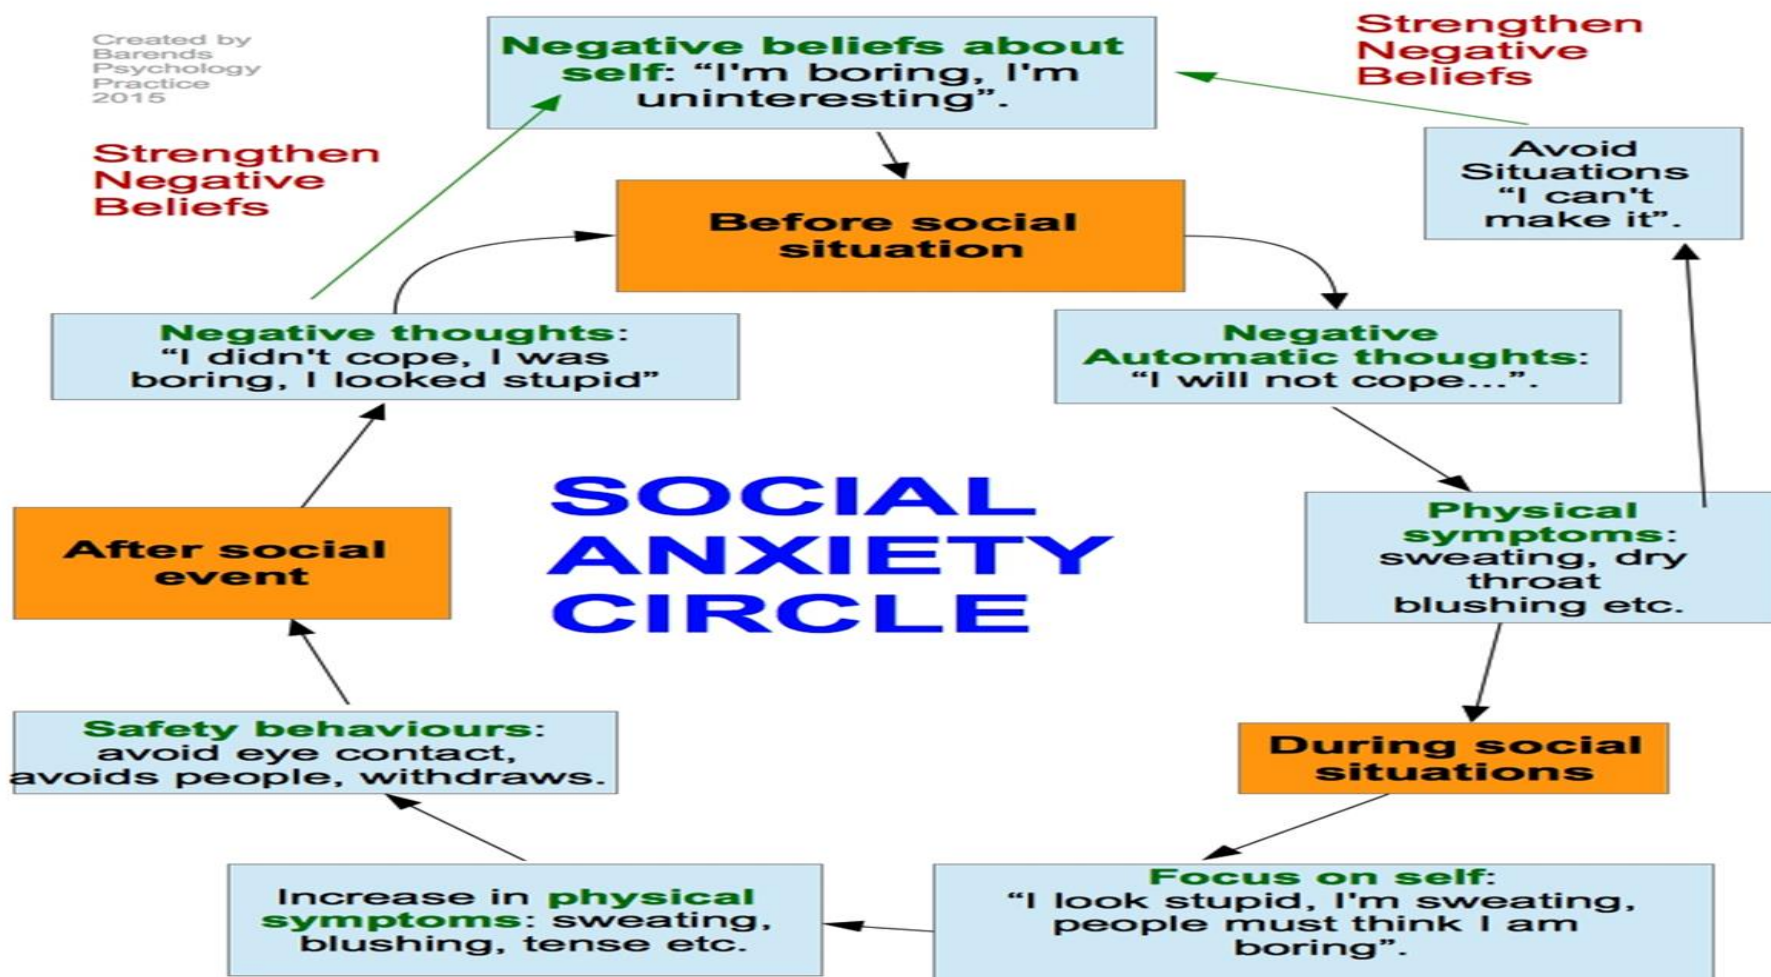 Created by
Barends
Psychology
Practice
2015
Negative beliefs about
self: “I'm boring, I'm
uninteresting”.
Strengthen
Negative
Beliefs
Strengthen
Negative
Beliefs
Avoid
Situations
“I can't
make it”.
Before social
situation
Negative thoughts:
“I didn't cope, I was
boring, I looked stupid”
Negative
Automatic thoughts:
“I will not cope...”.
SOCIAL
ANXIETY
CIRCLE
After social
event
Physical
symptoms:
sweating, dry
throat
blushing etc.
Safety behaviours:
avoid eye contact,
avoids people, withdraws.
During social
situations
Increase in physical
symptoms: sweating,
blushing, tense etc.
Focus on self:
“I look stupid, I'm sweating,
people must think I am
boring”.